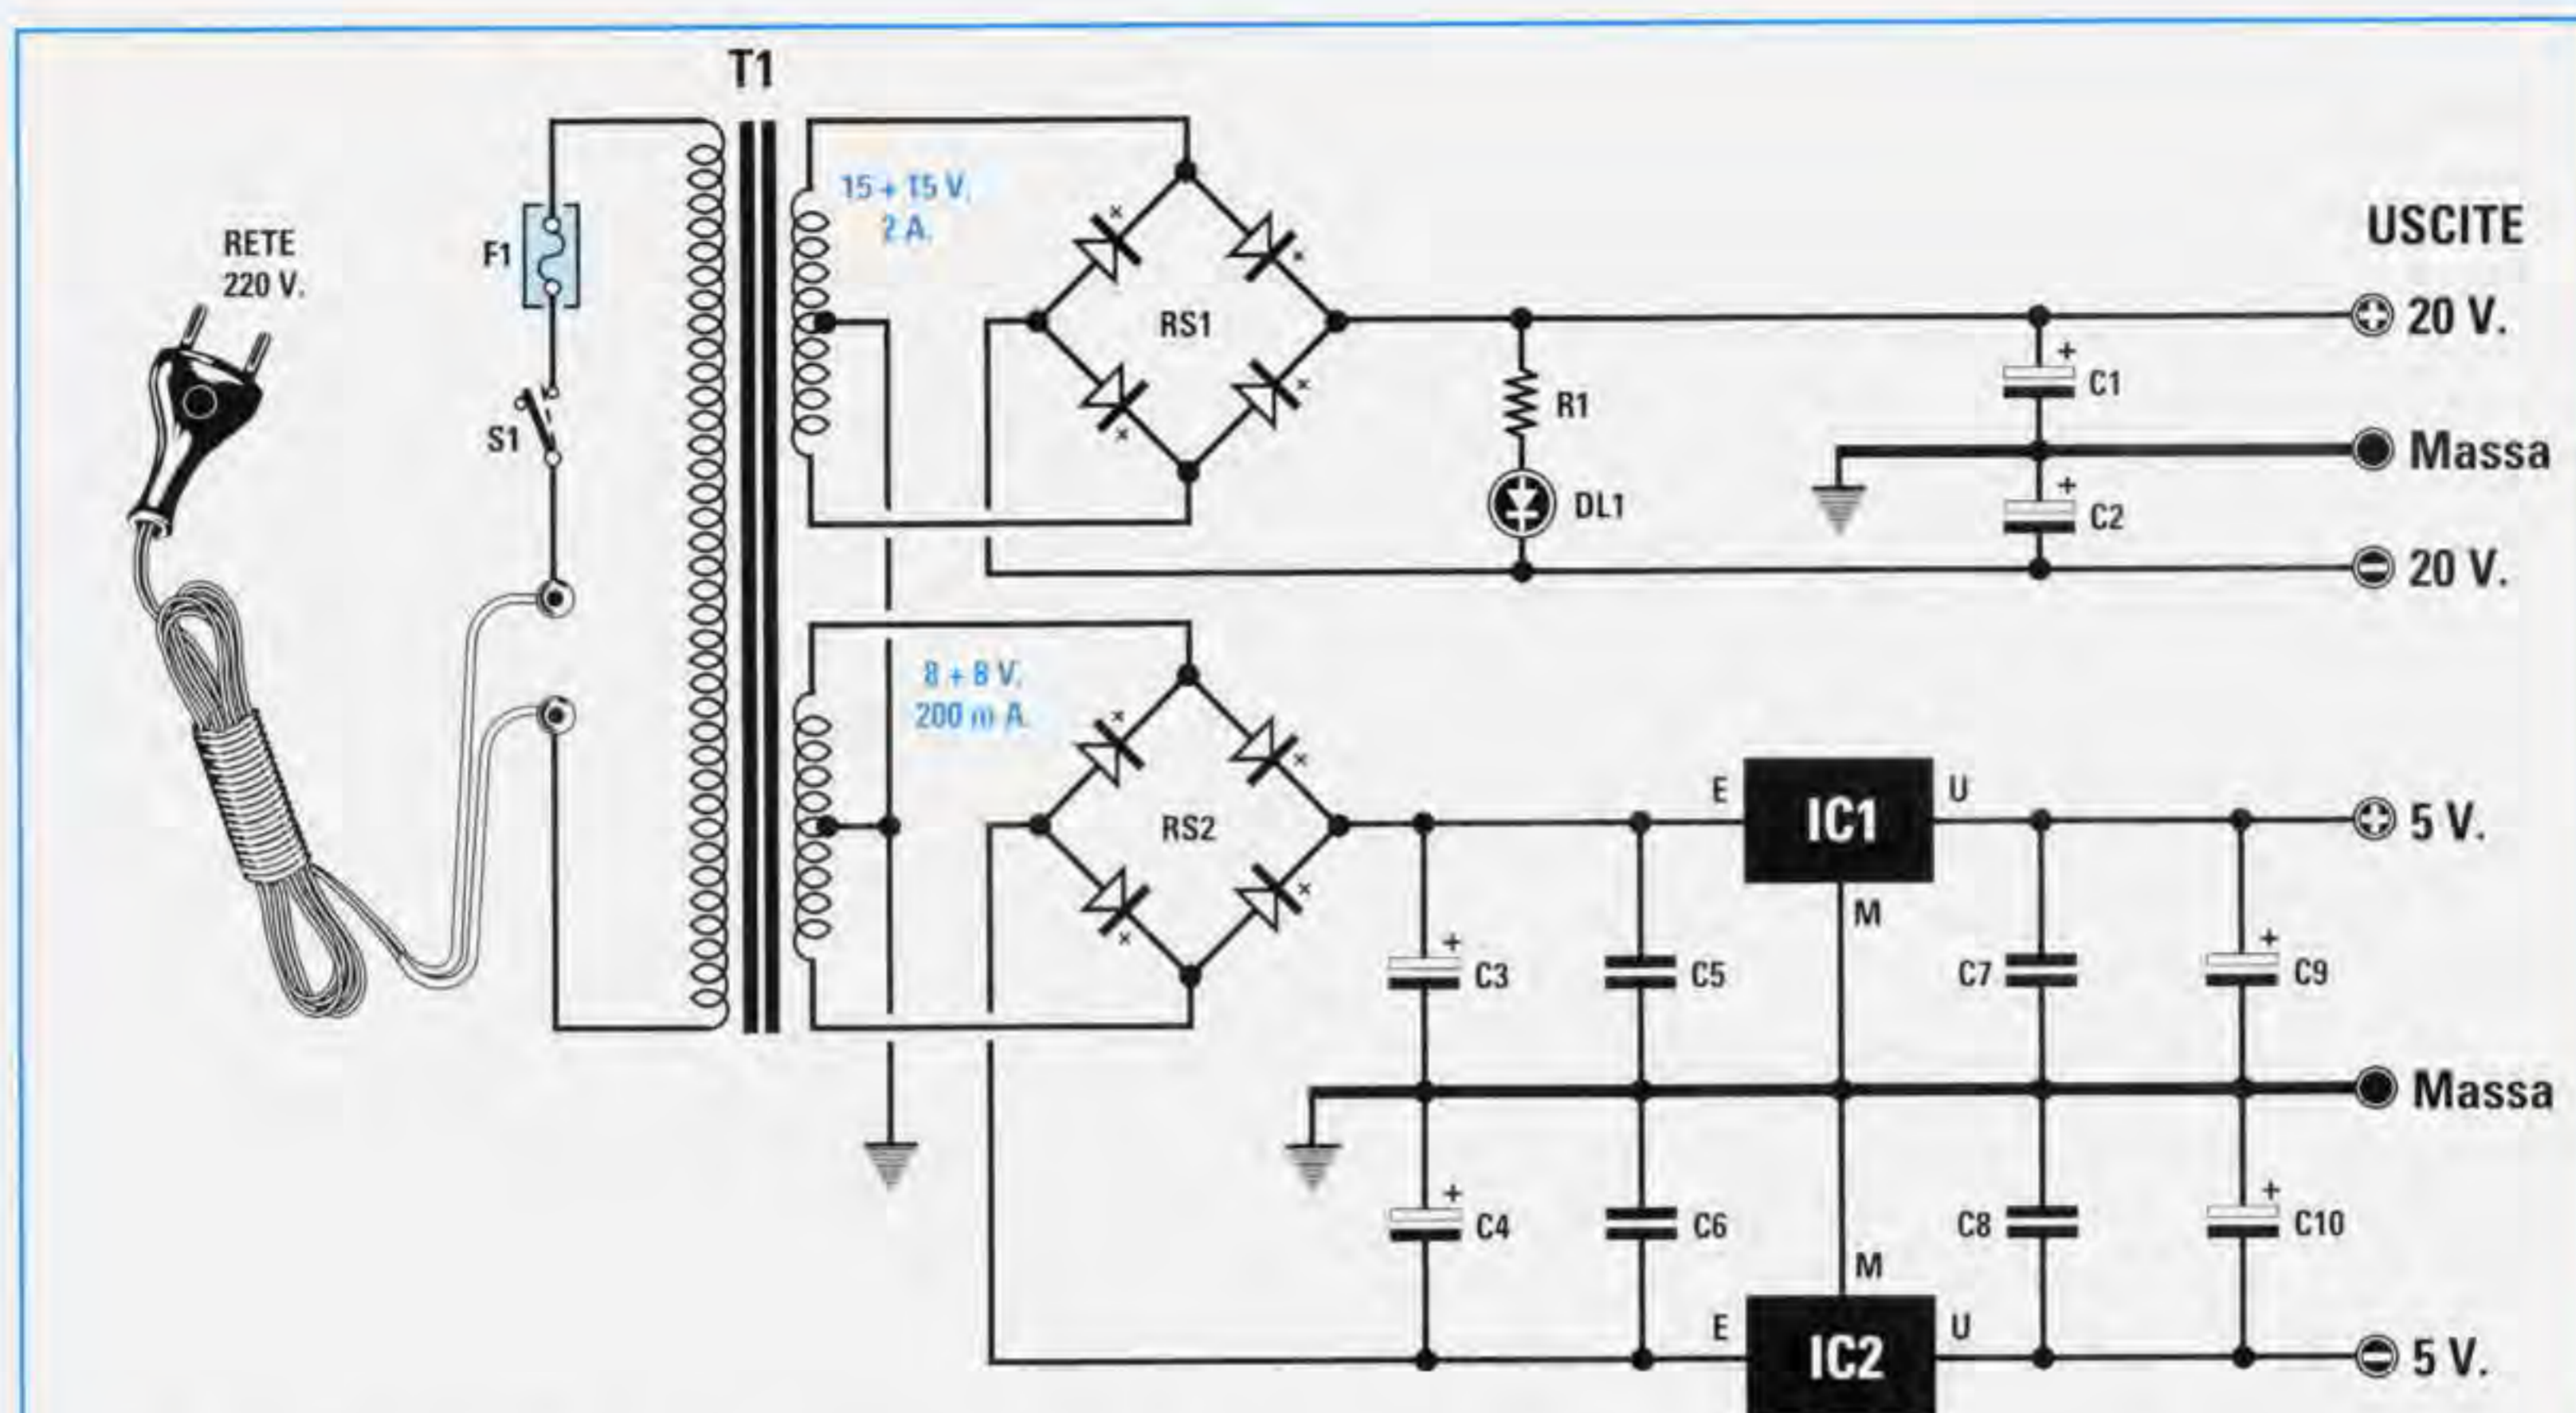 T1
RETE
220 V.
F1
S1
15 + 15 V.
2 A.
RS1
R1
DL1
USCITE
+ 20 V.
+
C1
Massa
+
C2
- 20 V.
8 + 8 V.
200 m A.
RS2
E
IC1
U
M
+ 5 V.
+
C3
C5
C7
+
C9
Massa
+
C4
C6
C8
+
C10
M
E
IC2
U
- 5 V.